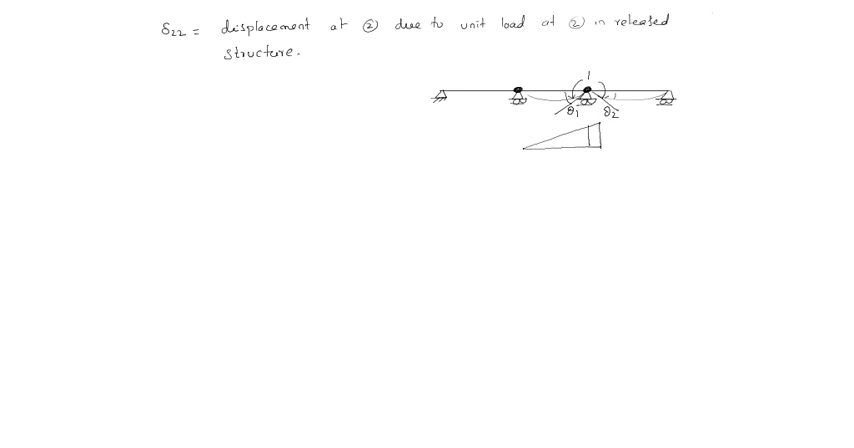 δ22 = displacement at ② due to unit load at ② in released
structure.
1
θ1 θ2